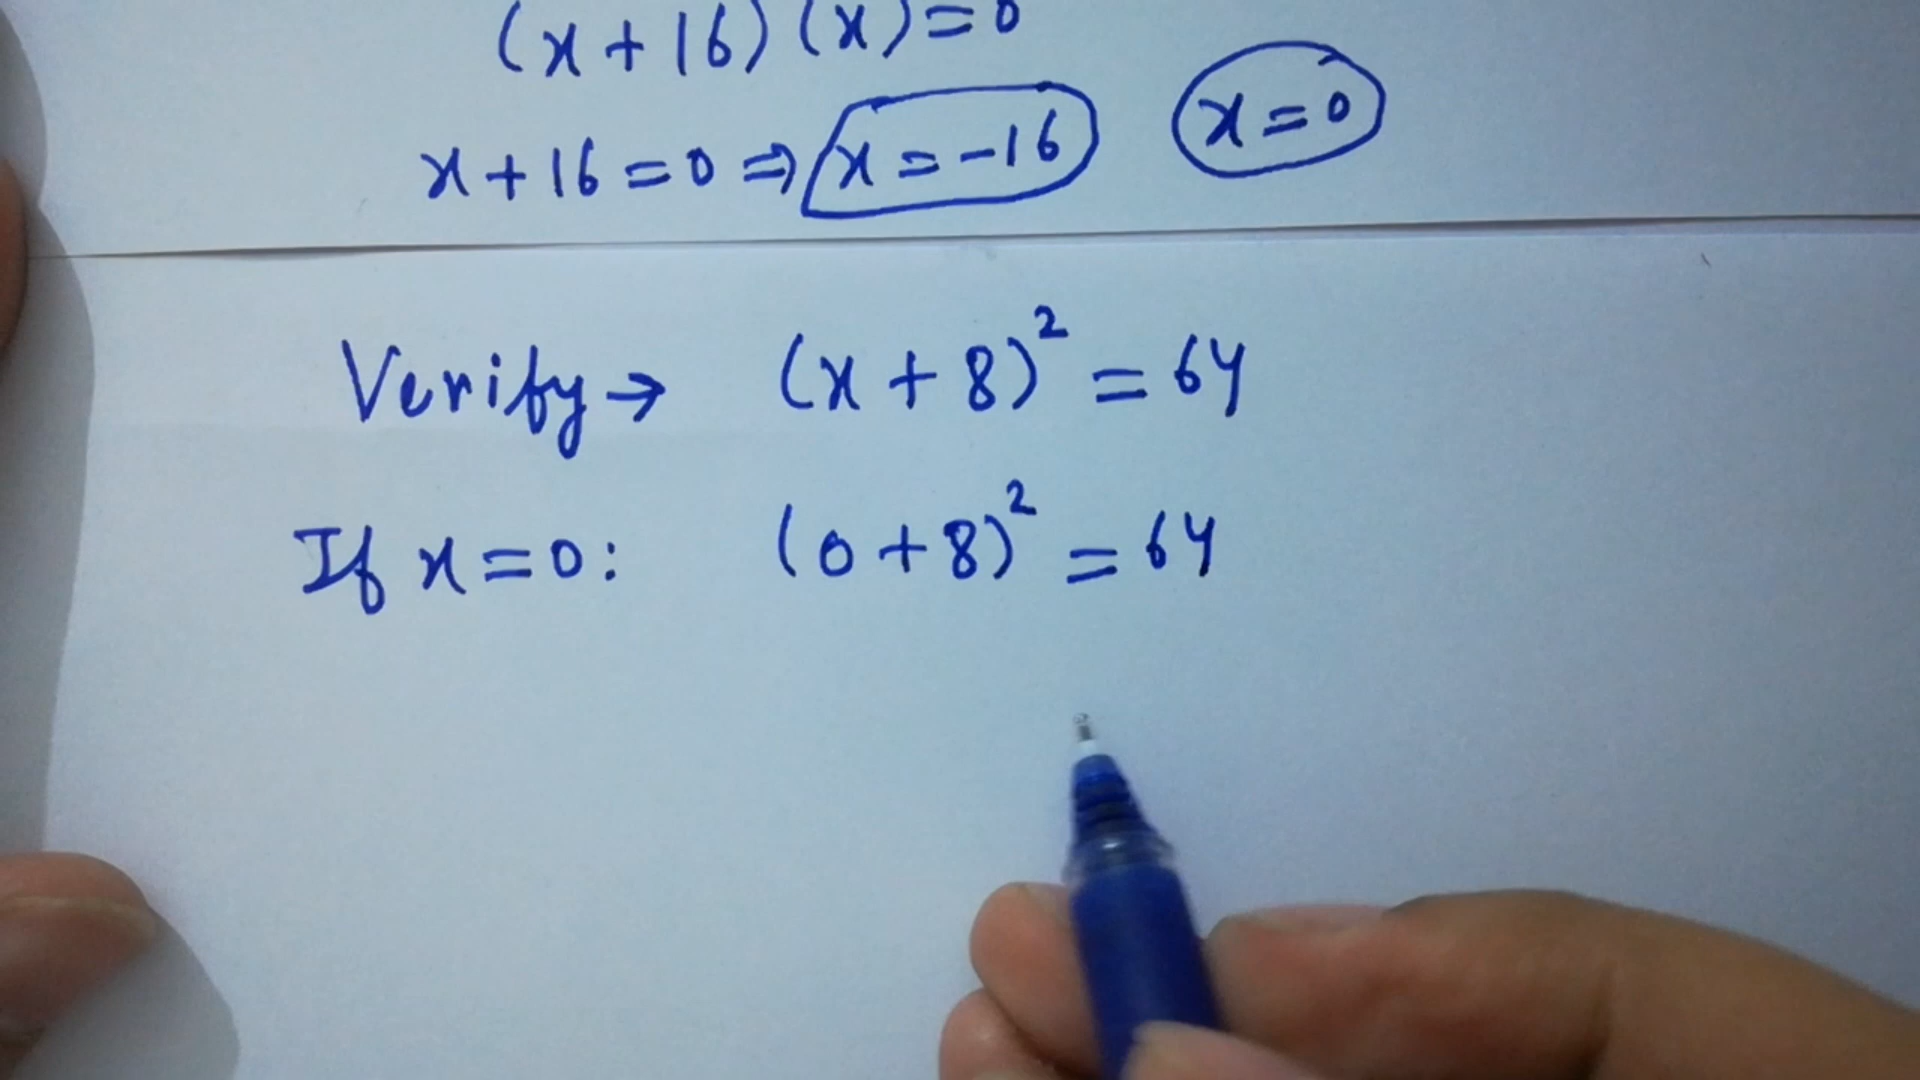 (x+16)(x)=0
x+16=0⇒x=-16 x=0
Verify→ (x+8)²=64
If x=0: (0+8)²=64